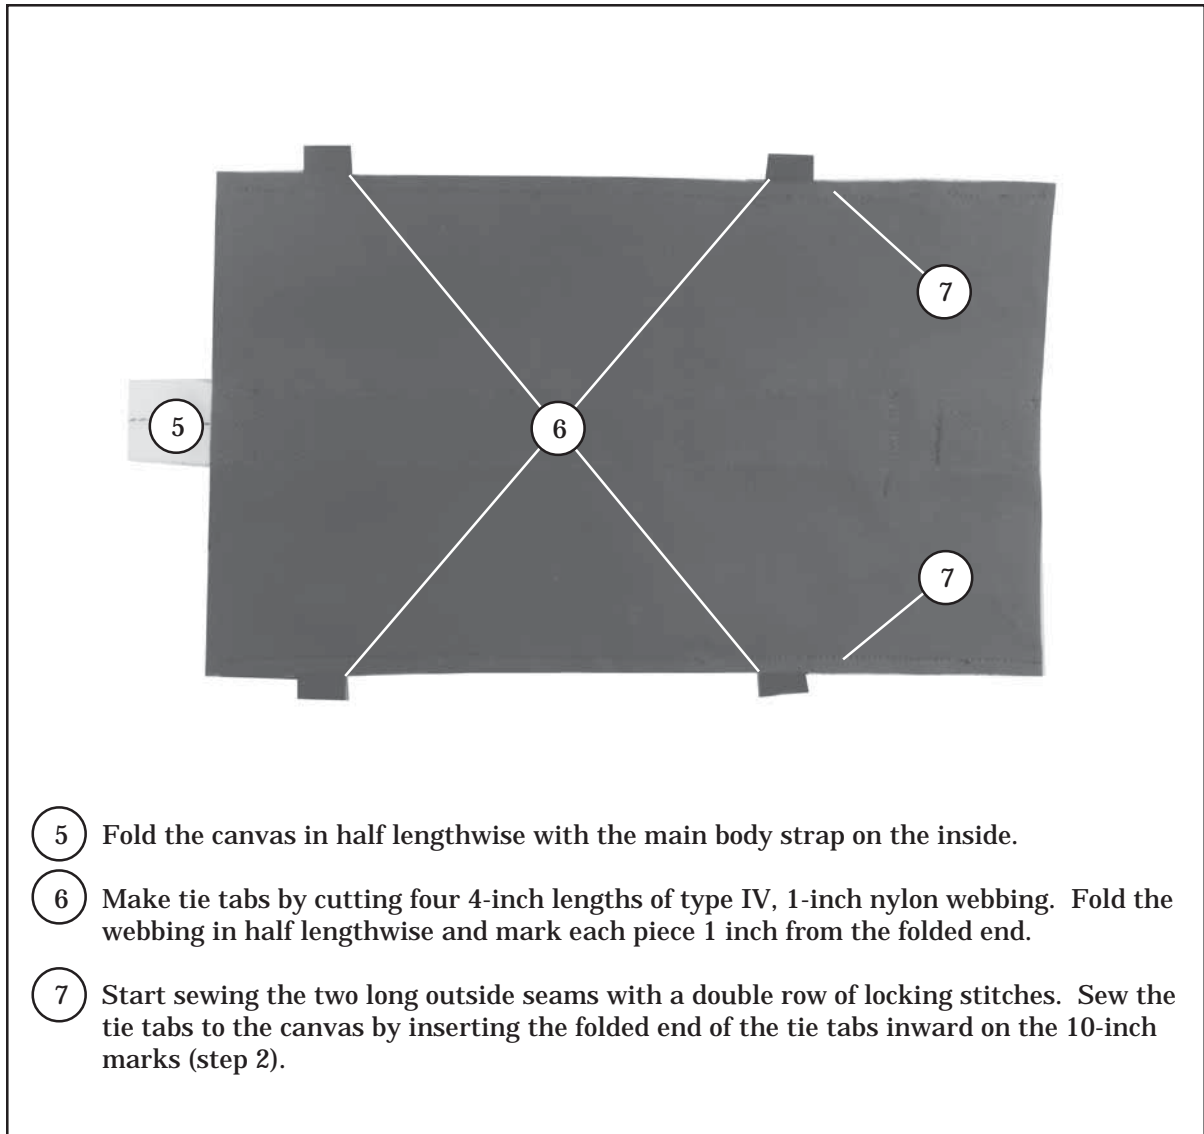 7
5
6
7
5 Fold the canvas in half lengthwise with the main body strap on the inside.
6 Make tie tabs by cutting four 4-inch lengths of type IV, 1-inch nylon webbing. Fold the
webbing in half lengthwise and mark each piece 1 inch from the folded end.
7 Start sewing the two long outside seams with a double row of locking stitches. Sew the
tie tabs to the canvas by inserting the folded end of the tie tabs inward on the 10-inch
marks (step 2).